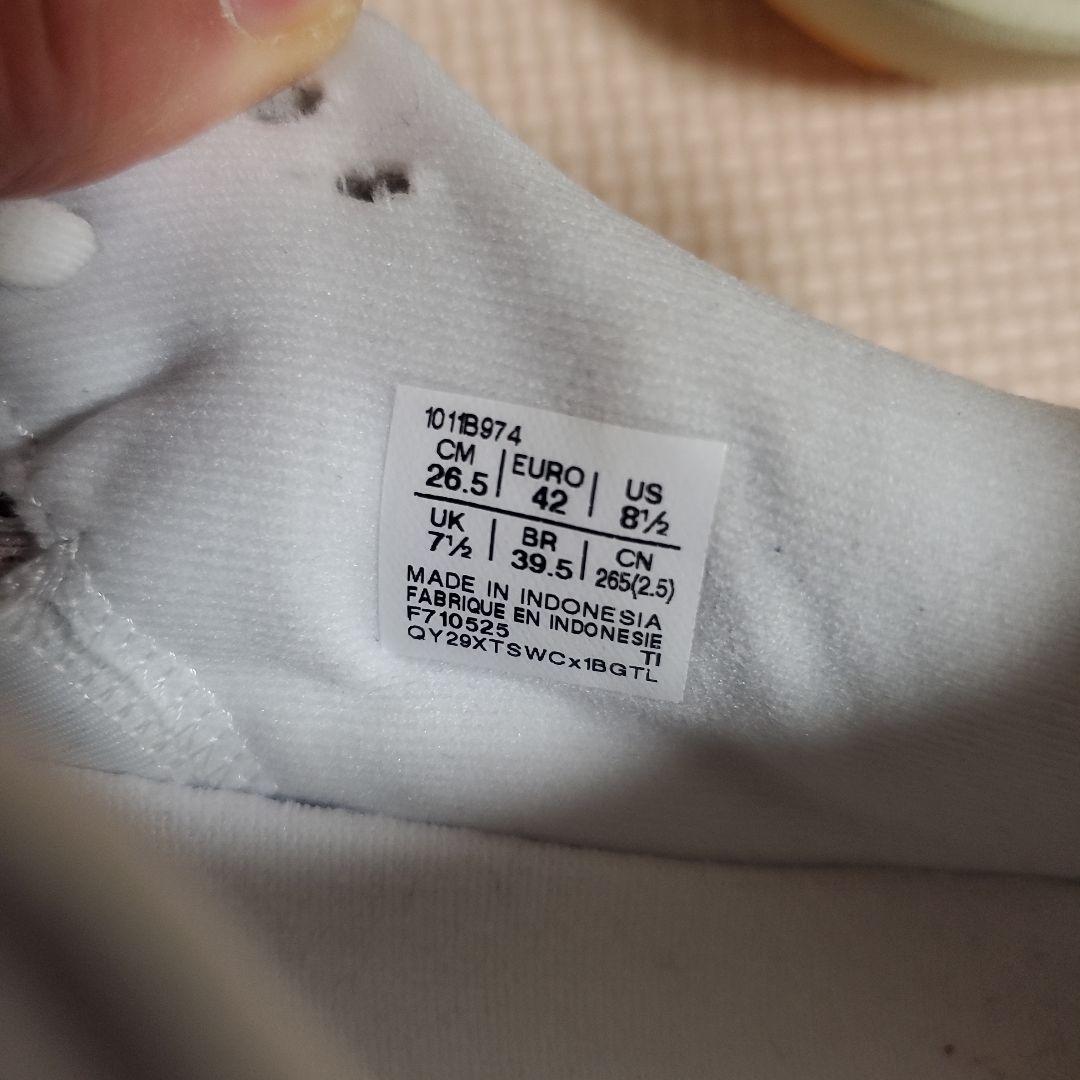 1011B974
CM | EURO | US
26.5 | 42 | 8½
UK | BR | CN
7½ | 39.5 | 265(2.5)
MADE IN INDONESIA
FABRIQUE EN INDONESIE
F710525 TI
QY29XTSWCx1BGTL